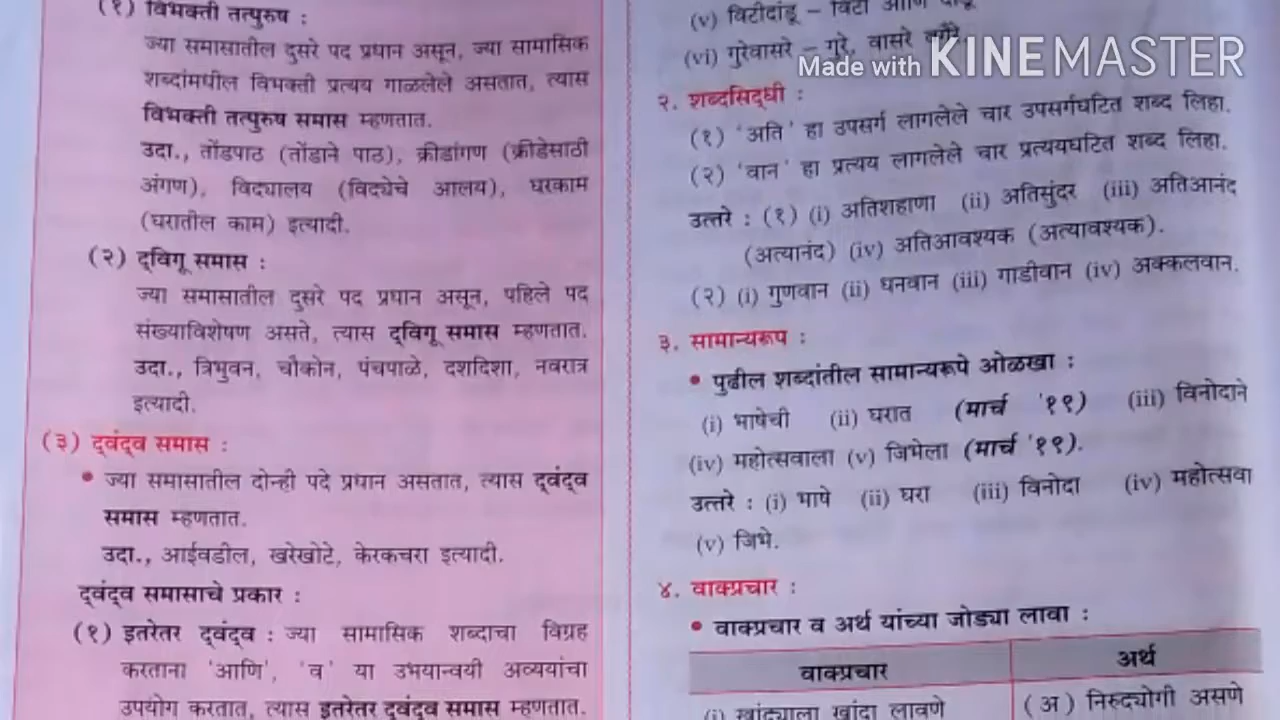 (१) विभक्ती तत्पुरुष :
ज्या समासातील दुसरे पद प्रधान असून, ज्या सामासिक
शब्दांमधील विभक्ती प्रत्यय गाळलेले असतात, त्यास
विभक्ती तत्पुरुष समास म्हणतात.
उदा., तोंडपाठ (तोंडाने पाठ), क्रीडांगण (क्रीडेसाठी
अंगण), विद्यालय (विद्येचे आलय), घरकाम
(घरातील काम) इत्यादी.
(२) द्विगू समास :
ज्या समासातील दुसरे पद प्रधान असून, पहिले पद
संख्याविशेषण असते, त्यास द्विगू समास म्हणतात.
उदा., त्रिभुवन, चौकोन, पंचपाळे, दशदिशा, नवरात्र
इत्यादी.
(३) द्वंद्व समास :
• ज्या समासातील दोन्ही पदे प्रधान असतात, त्यास द्वंद्व
समास म्हणतात.
उदा., आईवडील, खरेखोटे, केरकचरा इत्यादी.
द्वंद्व समासाचे प्रकार :
(१) इतरेतर द्वंद्व : ज्या सामासिक शब्दाचा विग्रह
करताना 'आणि', 'व' या उभयान्वयी अव्ययांचा
उपयोग करतात, त्यास इतरेतर द्वंद्व समास म्हणतात.
(v) विटीदांडू – विटी आणि दांडू
(vi) गुरेवासरे – गुरे, वासरे वगैरे
Made with KINEMASTER
२. शब्दसिद्धी :
(१) 'अति' हा उपसर्ग लागलेले चार उपसर्गघटित शब्द लिहा.
(२) 'वान' हा प्रत्यय लागलेले चार प्रत्ययघटित शब्द लिहा.
उत्तरे : (१) (i) अतिशहाणा (ii) अतिसुंदर (iii) अतिआनंद
(अत्यानंद) (iv) अतिआवश्यक (अत्यावश्यक).
(२) (i) गुणवान (ii) धनवान (iii) गाडीवान (iv) अक्कलवान.
३. सामान्यरूप :
• पुढील शब्दांतील सामान्यरूपे ओळखा :
(i) भाषेची (ii) घरात (मार्च '१९) (iii) विनोदाने
(iv) महोत्सवाला (v) जिभेला (मार्च '१९).
उत्तरे : (i) भाषे (ii) घरा (iii) विनोदा (iv) महोत्सवा
(v) जिभे.
४. वाक्प्रचार :
• वाक्प्रचार व अर्थ यांच्या जोड्या लावा :
वाक्प्रचार अर्थ
(i) खांद्याला खांदा लावणे (अ) निरुद्योगी असणे